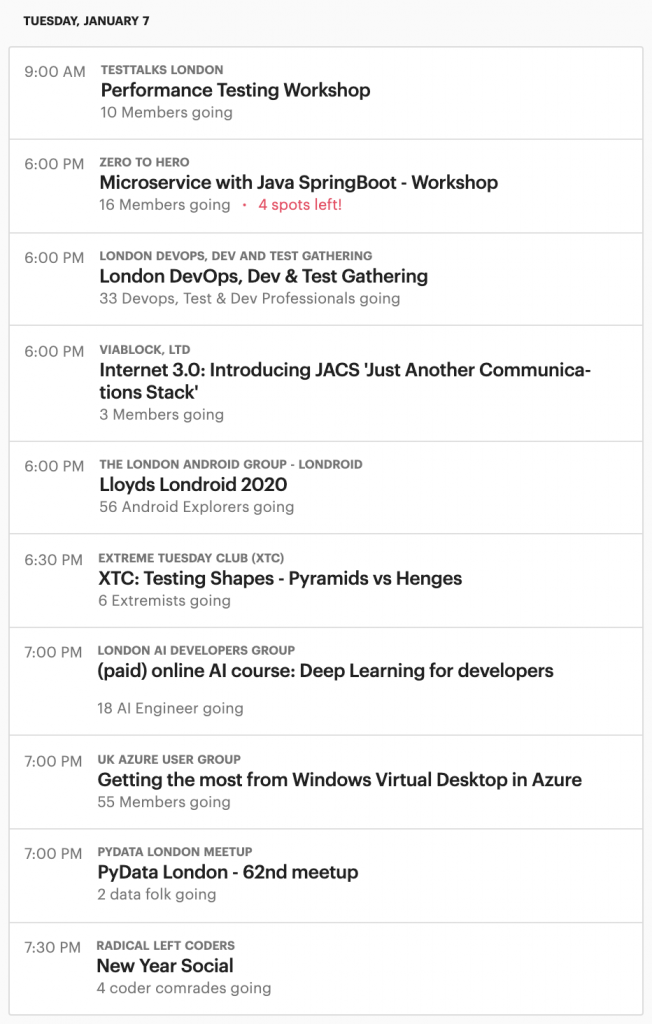 TUESDAY, JANUARY 7
9:00 AM
TESTTALKS LONDON
Performance Testing Workshop
10 Members going
6:00 PM
ZERO TO HERO
Microservice with Java SpringBoot - Workshop
16 Members going • 4 spots left!
6:00 PM
LONDON DEVOPS, DEV AND TEST GATHERING
London DevOps, Dev & Test Gathering
33 Devops, Test & Dev Professionals going
6:00 PM
VIABLOCK, LTD
Internet 3.0: Introducing JACS 'Just Another Communica-
tions Stack'
3 Members going
6:00 PM
THE LONDON ANDROID GROUP - LONDROID
Lloyds Londroid 2020
56 Android Explorers going
6:30 PM
EXTREME TUESDAY CLUB (XTC)
XTC: Testing Shapes - Pyramids vs Henges
6 Extremists going
7:00 PM
LONDON AI DEVELOPERS GROUP
(paid) online AI course: Deep Learning for developers
18 AI Engineer going
7:00 PM
UK AZURE USER GROUP
Getting the most from Windows Virtual Desktop in Azure
55 Members going
7:00 PM
PYDATA LONDON MEETUP
PyData London - 62nd meetup
2 data folk going
7:30 PM
RADICAL LEFT CODERS
New Year Social
4 coder comrades going